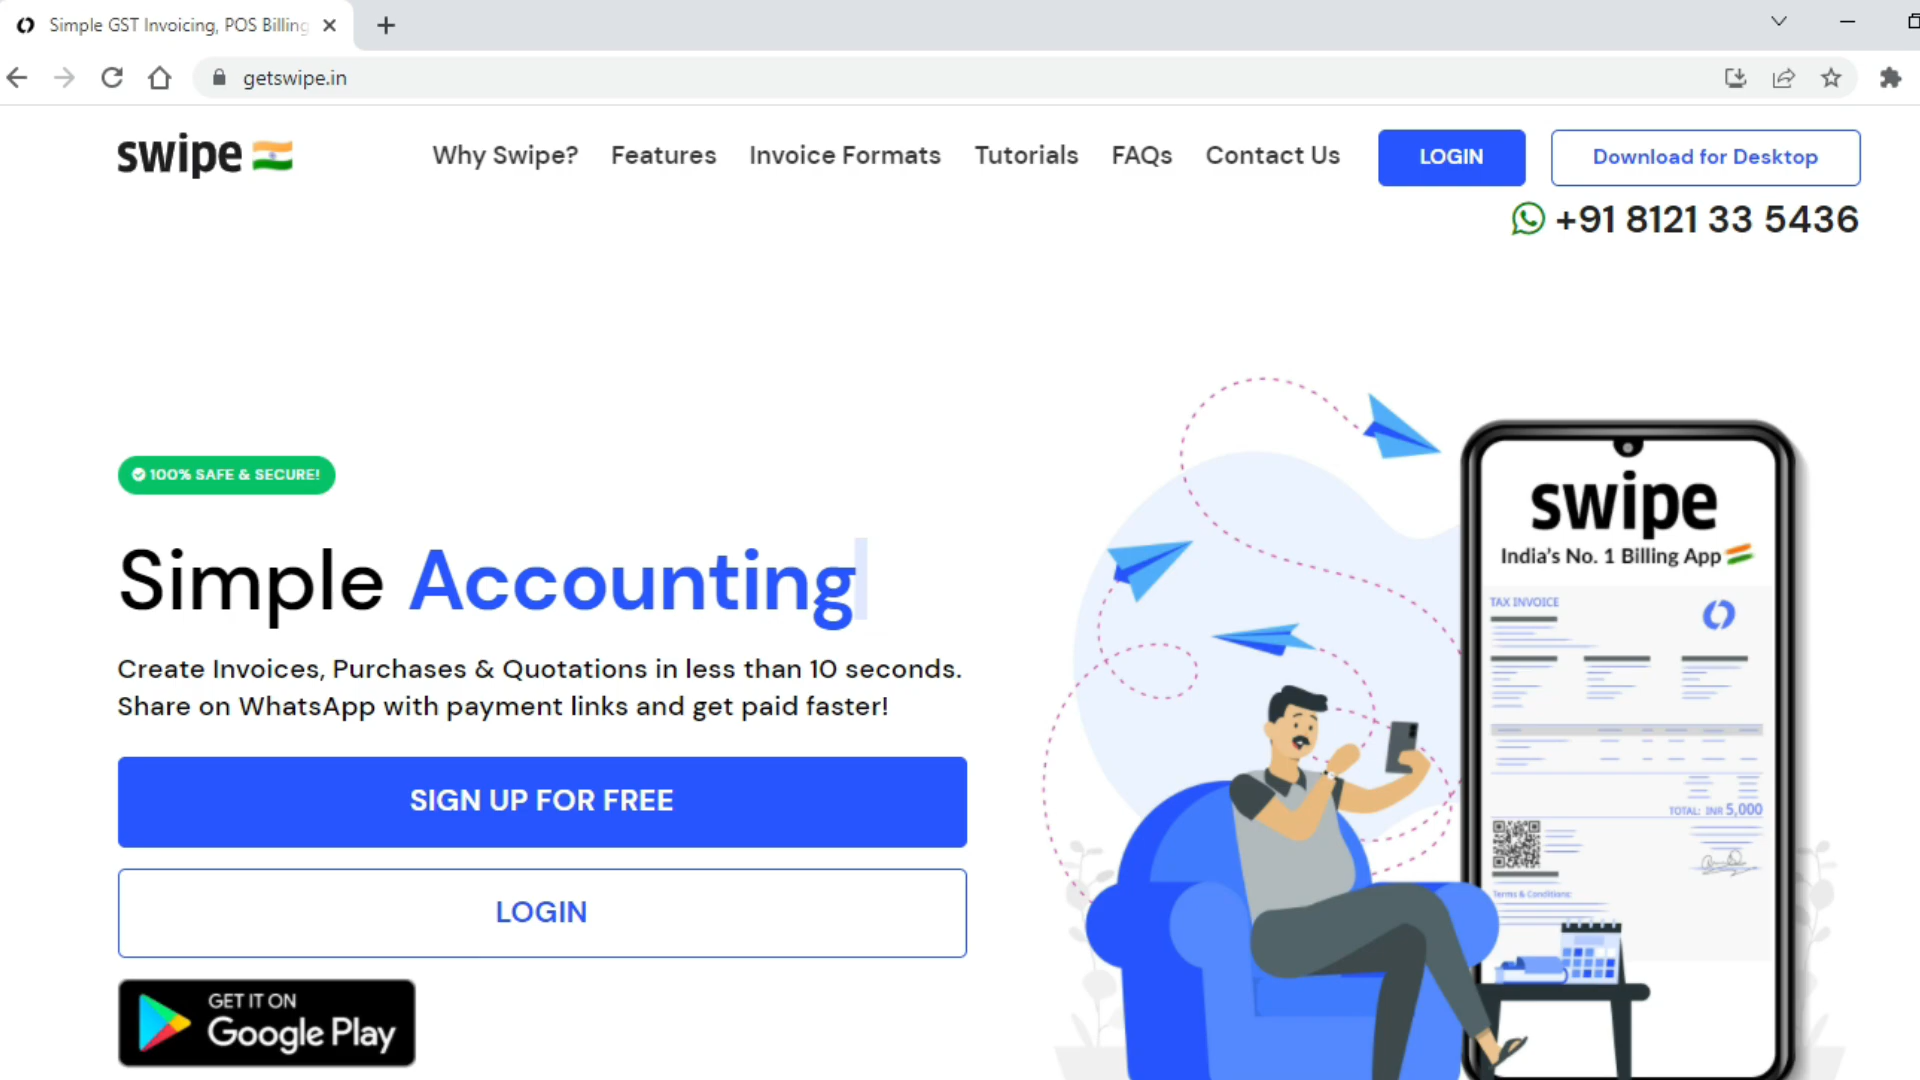 Simple GST Invoicing, POS Billing
getswipe.in
swipe
Why Swipe? Features Invoice Formats Tutorials FAQs Contact Us LOGIN Download for Desktop
+91 8121 33 5436
100% SAFE & SECURE!
Simple Accounting
Create Invoices, Purchases & Quotations in less than 10 seconds.
Share on WhatsApp with payment links and get paid faster!
SIGN UP FOR FREE
LOGIN
GET IT ON
Google Play
swipe
India's No. 1 Billing App
TAX INVOICE
TOTAL: INR 5,000
Terms & Conditions: